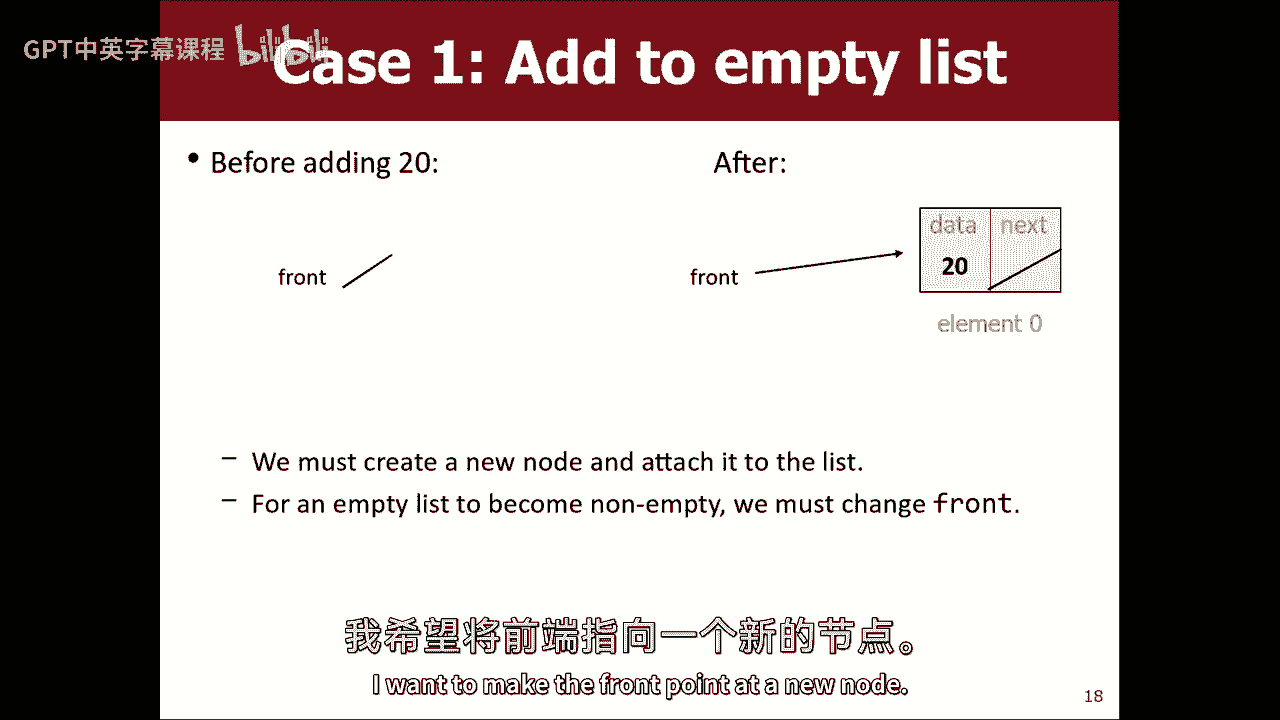 GPT中英字幕课程 bilibili
Case 1: Add to empty list
• Before adding 20:
After:
front
front
data next
20
element 0
– We must create a new node and attach it to the list.
– For an empty list to become non-empty, we must change front.
我希望将前端指向一个新的节点。
I want to make the front point at a new node.
18